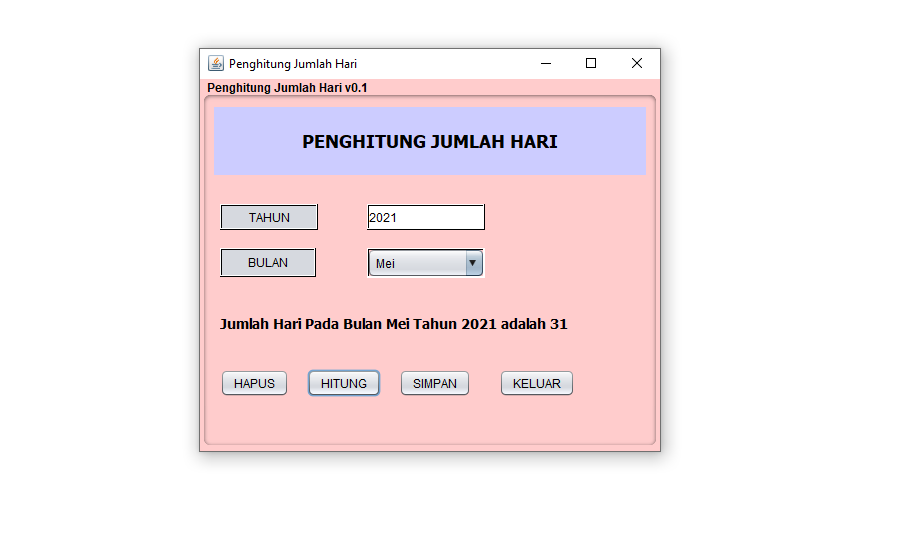 Penghitung Jumlah Hari
Penghitung Jumlah Hari v0.1
PENGHITUNG JUMLAH HARI
TAHUN 2021
BULAN Mei
Jumlah Hari Pada Bulan Mei Tahun 2021 adalah 31
HAPUS HITUNG SIMPAN KELUAR